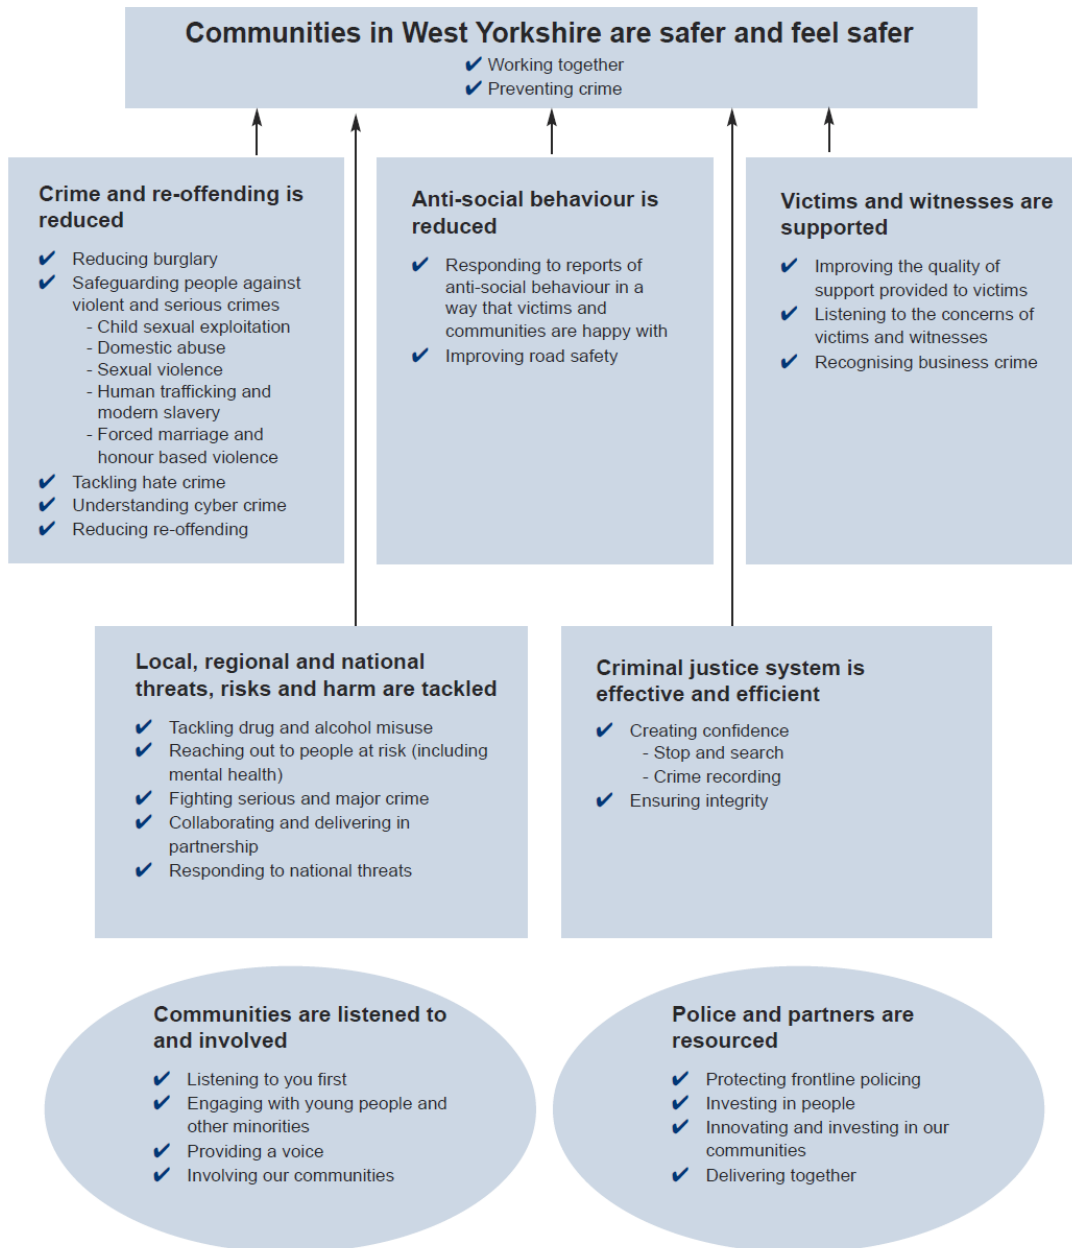 Communities in West Yorkshire are safer and feel safer
✔ Working together
✔ Preventing crime
Crime and re-offending is
reduced
✔ Reducing burglary
✔ Safeguarding people against
violent and serious crimes
- Child sexual exploitation
- Domestic abuse
- Sexual violence
- Human trafficking and
modern slavery
- Forced marriage and
honour based violence
✔ Tackling hate crime
✔ Understanding cyber crime
✔ Reducing re-offending
Anti-social behaviour is
reduced
✔ Responding to reports of
anti-social behaviour in a
way that victims and
communities are happy with
✔ Improving road safety
Victims and witnesses are
supported
✔ Improving the quality of
support provided to victims
✔ Listening to the concerns of
victims and witnesses
✔ Recognising business crime
Local, regional and national
threats, risks and harm are tackled
✔ Tackling drug and alcohol misuse
✔ Reaching out to people at risk (including
mental health)
✔ Fighting serious and major crime
✔ Collaborating and delivering in
partnership
✔ Responding to national threats
Criminal justice system is
effective and efficient
✔ Creating confidence
- Stop and search
- Crime recording
✔ Ensuring integrity
Communities are listened to
and involved
✔ Listening to you first
✔ Engaging with young people and
other minorities
✔ Providing a voice
✔ Involving our communities
Police and partners are
resourced
✔ Protecting frontline policing
✔ Investing in people
✔ Innovating and investing in our
communities
✔ Delivering together